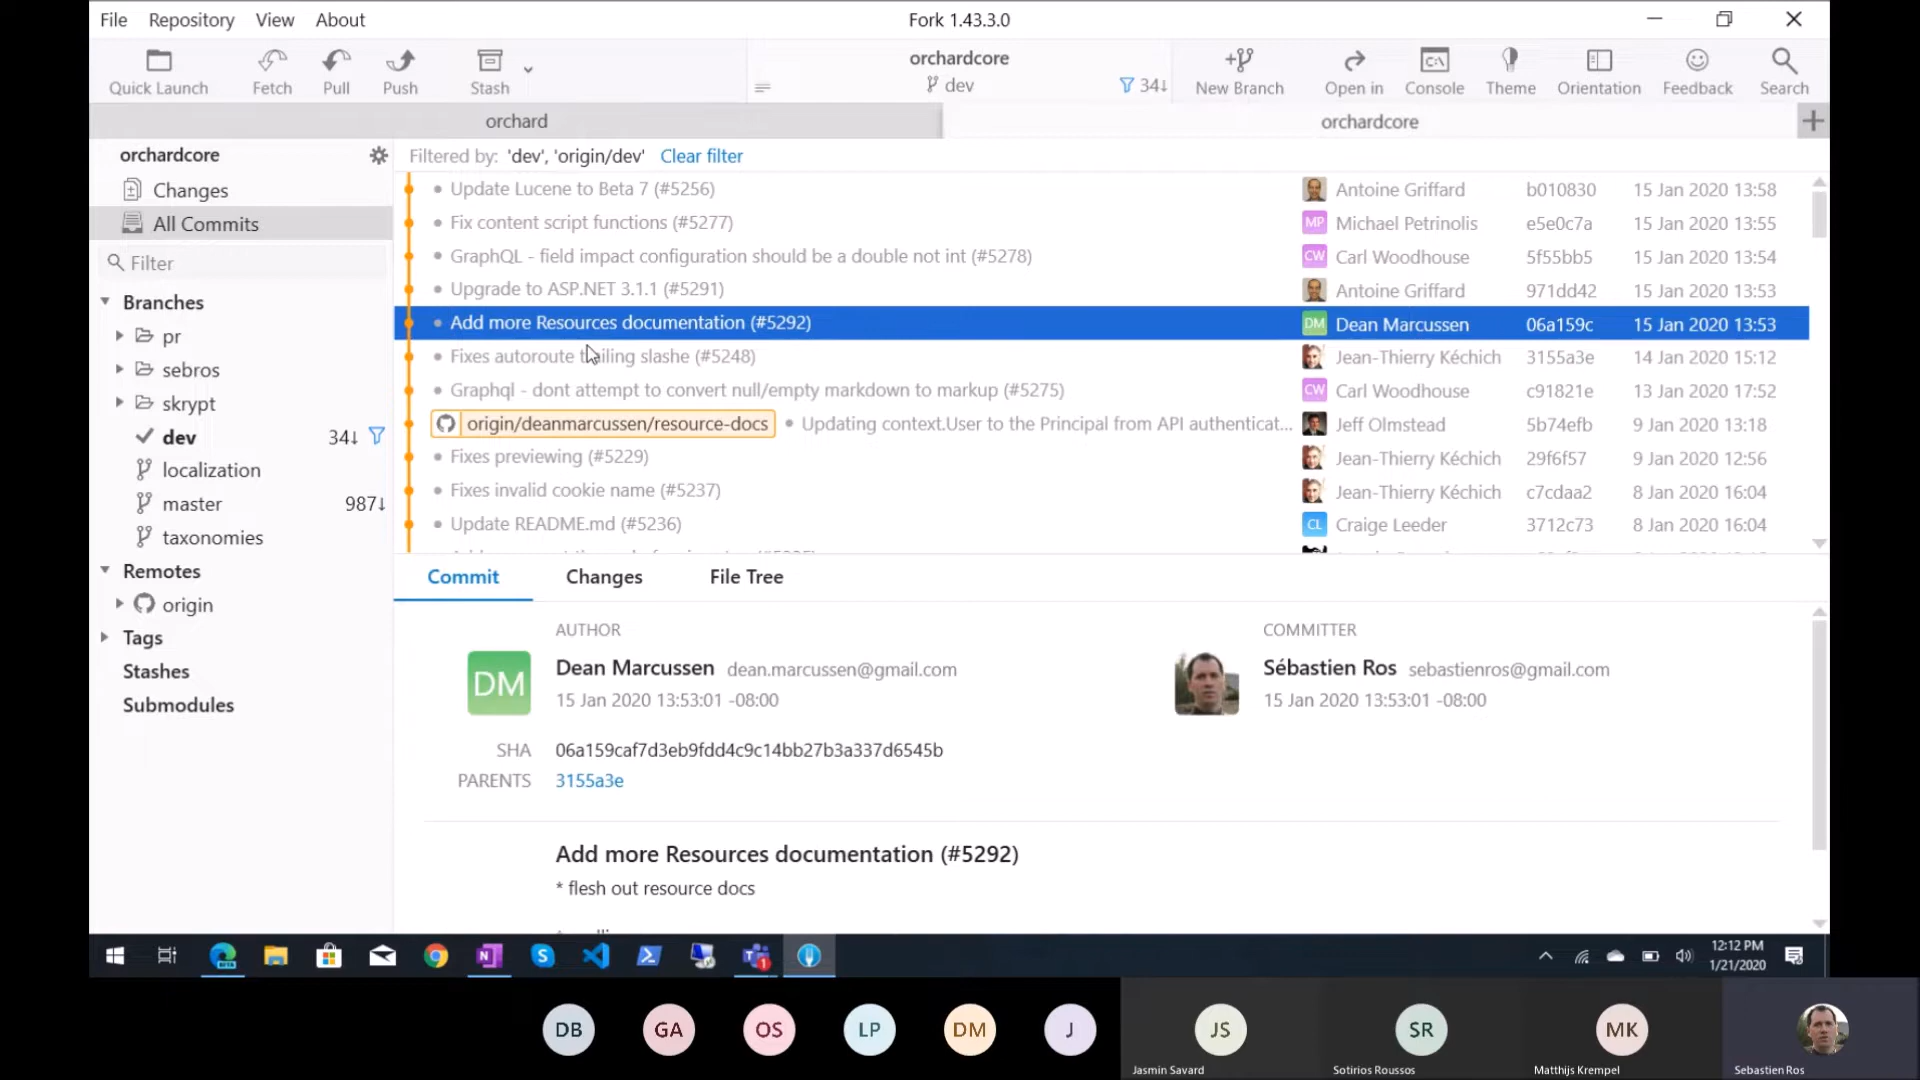 File Repository View About
Fork 1.43.3.0
Quick Launch Fetch Pull Push Stash
orchardcore
dev 34↓
New Branch Open in Console Theme Orientation Feedback Search
orchard orchardcore
orchardcore
Changes
All Commits
Filter
Branches
pr
sebros
skrypt
dev 34↓
localization
master 987↓
taxonomies
Remotes
origin
Tags
Stashes
Submodules
Filtered by: 'dev', 'origin/dev' Clear filter
Update Lucene to Beta 7 (#5256) Antoine Griffard b010830 15 Jan 2020 13:58
Fix content script functions (#5277) MP Michael Petrinolis e5e0c7a 15 Jan 2020 13:55
GraphQL - field impact configuration should be a double not int (#5278) CW Carl Woodhouse 5f55bb5 15 Jan 2020 13:54
Upgrade to ASP.NET 3.1.1 (#5291) Antoine Griffard 971dd42 15 Jan 2020 13:53
Add more Resources documentation (#5292) DM Dean Marcussen 06a159c 15 Jan 2020 13:53
Fixes autoroute slashe (#5248) Jean-Thierry Kéchich 3155a3e 14 Jan 2020 15:12
Graphql - dont attempt to convert null/empty markdown to markup (#5275) CW Carl Woodhouse c91821e 13 Jan 2020 17:52
origin/deanmarcussen/resource-docs Updating context.User to the Principal from API authenticat... Jeff Olmstead 5b74efb 9 Jan 2020 13:18
Fixes previewing (#5229) Jean-Thierry Kéchich 29f6f57 9 Jan 2020 12:56
Fixes invalid cookie name (#5237) Jean-Thierry Kéchich c7cdaa2 8 Jan 2020 16:04
Update README.md (#5236) CL Craige Leeder 3712c73 8 Jan 2020 16:04
Commit Changes File Tree
AUTHOR
DM Dean Marcussen dean.marcussen@gmail.com
15 Jan 2020 13:53:01 -08:00
COMMITTER
Sébastien Ros sebastienros@gmail.com
15 Jan 2020 13:53:01 -08:00
SHA 06a159caf7d3eb9fdd4c9c14bb27b3a337d6545b
PARENTS 3155a3e
Add more Resources documentation (#5292)
* flesh out resource docs
12:12 PM
1/21/2020
DB GA OS LP DM J JS SR MK
Jasmin Savard Sotirios Roussos Matthijs Krempel Sebastien Ros